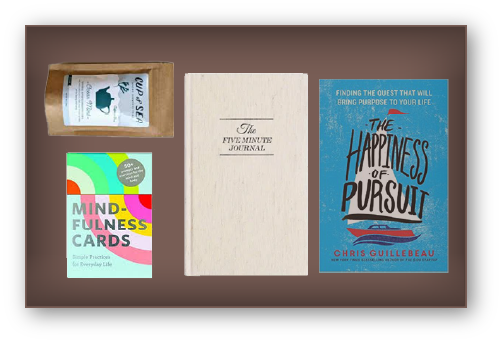 CUP of SEA
MIND-
FULNESS
CARDS
Simple Practices
for Everyday Life
The
FIVE MINUTE
JOURNAL
FINDING THE QUEST THAT WILL
BRING PURPOSE TO YOUR LIFE
THE
HAPPINESS
OF
PURSUIT
CHRIS GUILLEBEAU